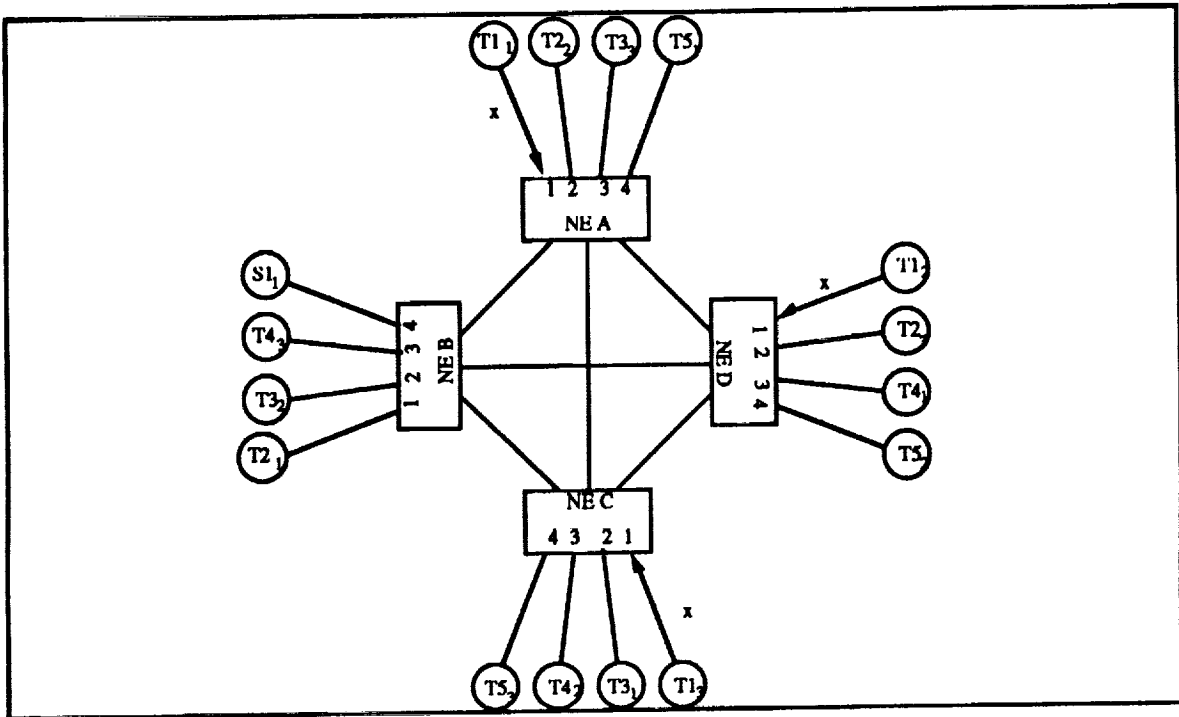 T1₁ T2₂ T3₃ T5₁
x
1 2 3 4
NE A
S1₁
T4₃
T3₂
T2₁
4
3
2
1
NE B
NE D
1
2
3
4
x
T1₂
T2₃
T4₁
T5₂
NE C
4 3 2 1
x
T5₃ T4₂ T3₁ T1₃